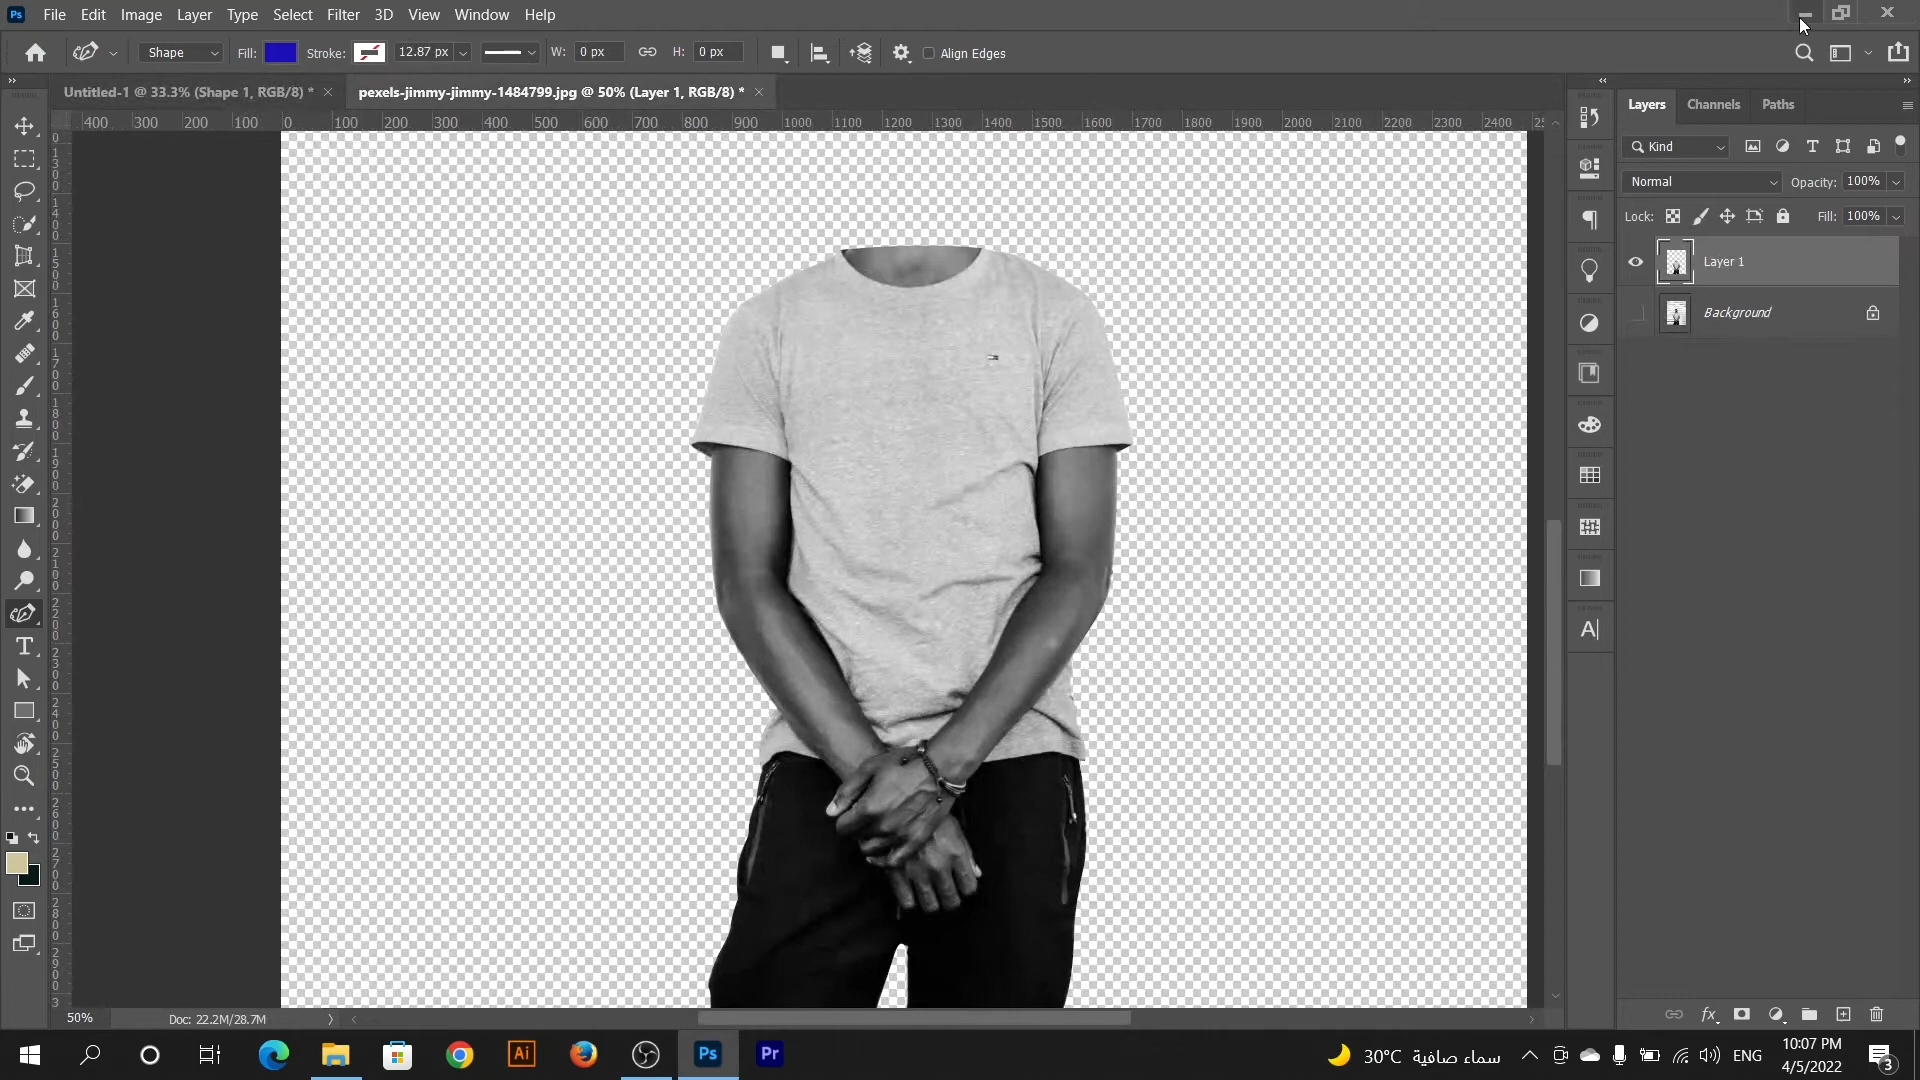 Ps File Edit Image Layer Type Select Filter 3D View Window Help
Shape Fill: Stroke: 12.87 px W: 0 px H: 0 px Align Edges
Untitled-1 @ 33.3% (Shape 1, RGB/8) * × pexels-jimmy-jimmy-1484799.jpg @ 50% (Layer 1, RGB/8) * ×
400 300 200 100 0 100 200 300 400 500 600 700 800 900 1000 1100 1200 1300 1400 1500 1600 1700 1800 1900 2000 2100 2200 2300 2400
Layers Channels Paths
Kind
Normal Opacity: 100%
Lock: Fill: 100%
Layer 1
Background
50% Doc: 22.2M/28.7M
fx
Ai Ps Pr 30°C سماء صافية ENG 10:07 PM
4/5/2022 3